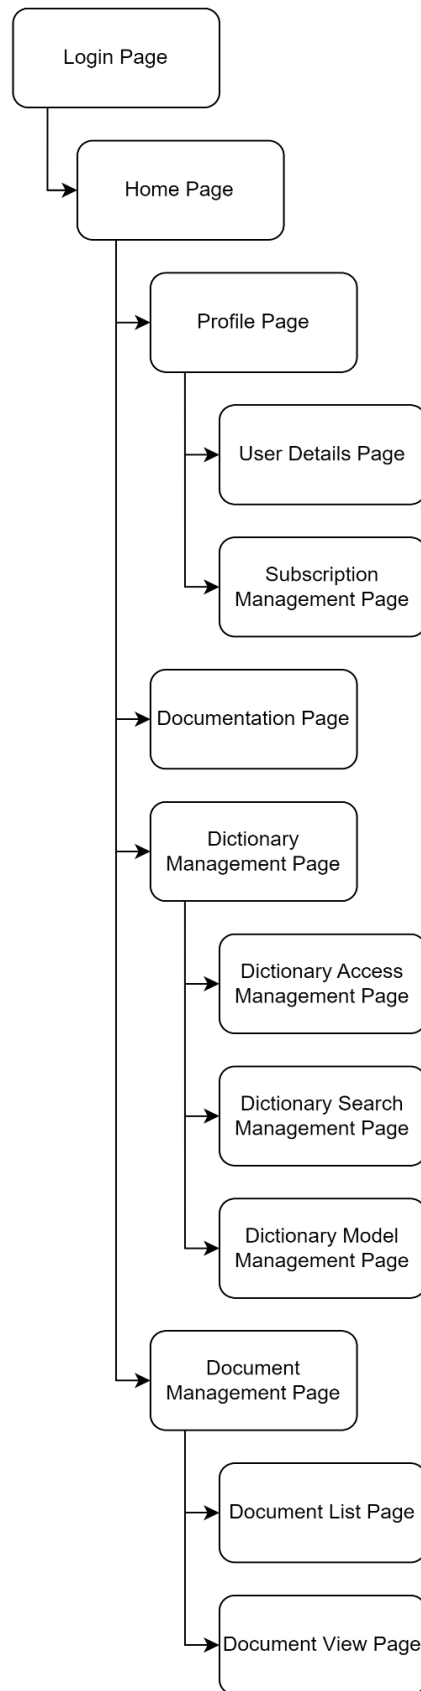 Login Page
Home Page
Profile Page
User Details Page
Subscription
Management Page
Documentation Page
Dictionary
Management Page
Dictionary Access
Management Page
Dictionary Search
Management Page
Dictionary Model
Management Page
Document
Management Page
Document List Page
Document View Page